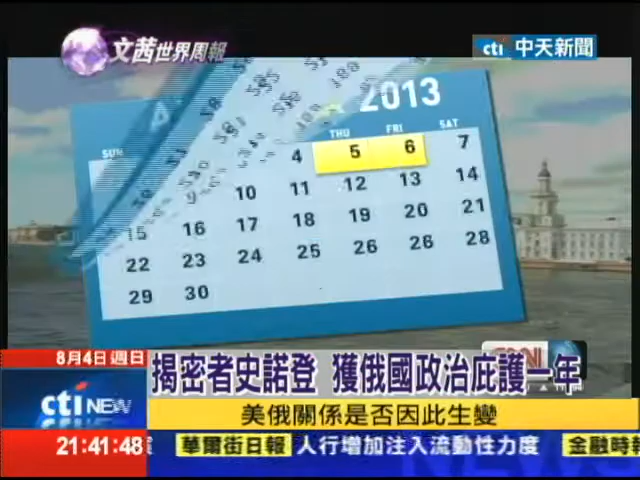 文茜世界周報
cti 中天新聞
2013
SUN THU FRI SAT
4 5 6 7
10 11 12 13 14
15 16 17 18 19 20 21
22 23 24 25 26 26 28
29 30
CNN
8月4日 週日
揭密者史諾登 獲俄國政治庇護一年
cti NEW
美俄關係是否因此生變
21:41:48
華爾街日報 人行增加注入流動性力度 金融時報